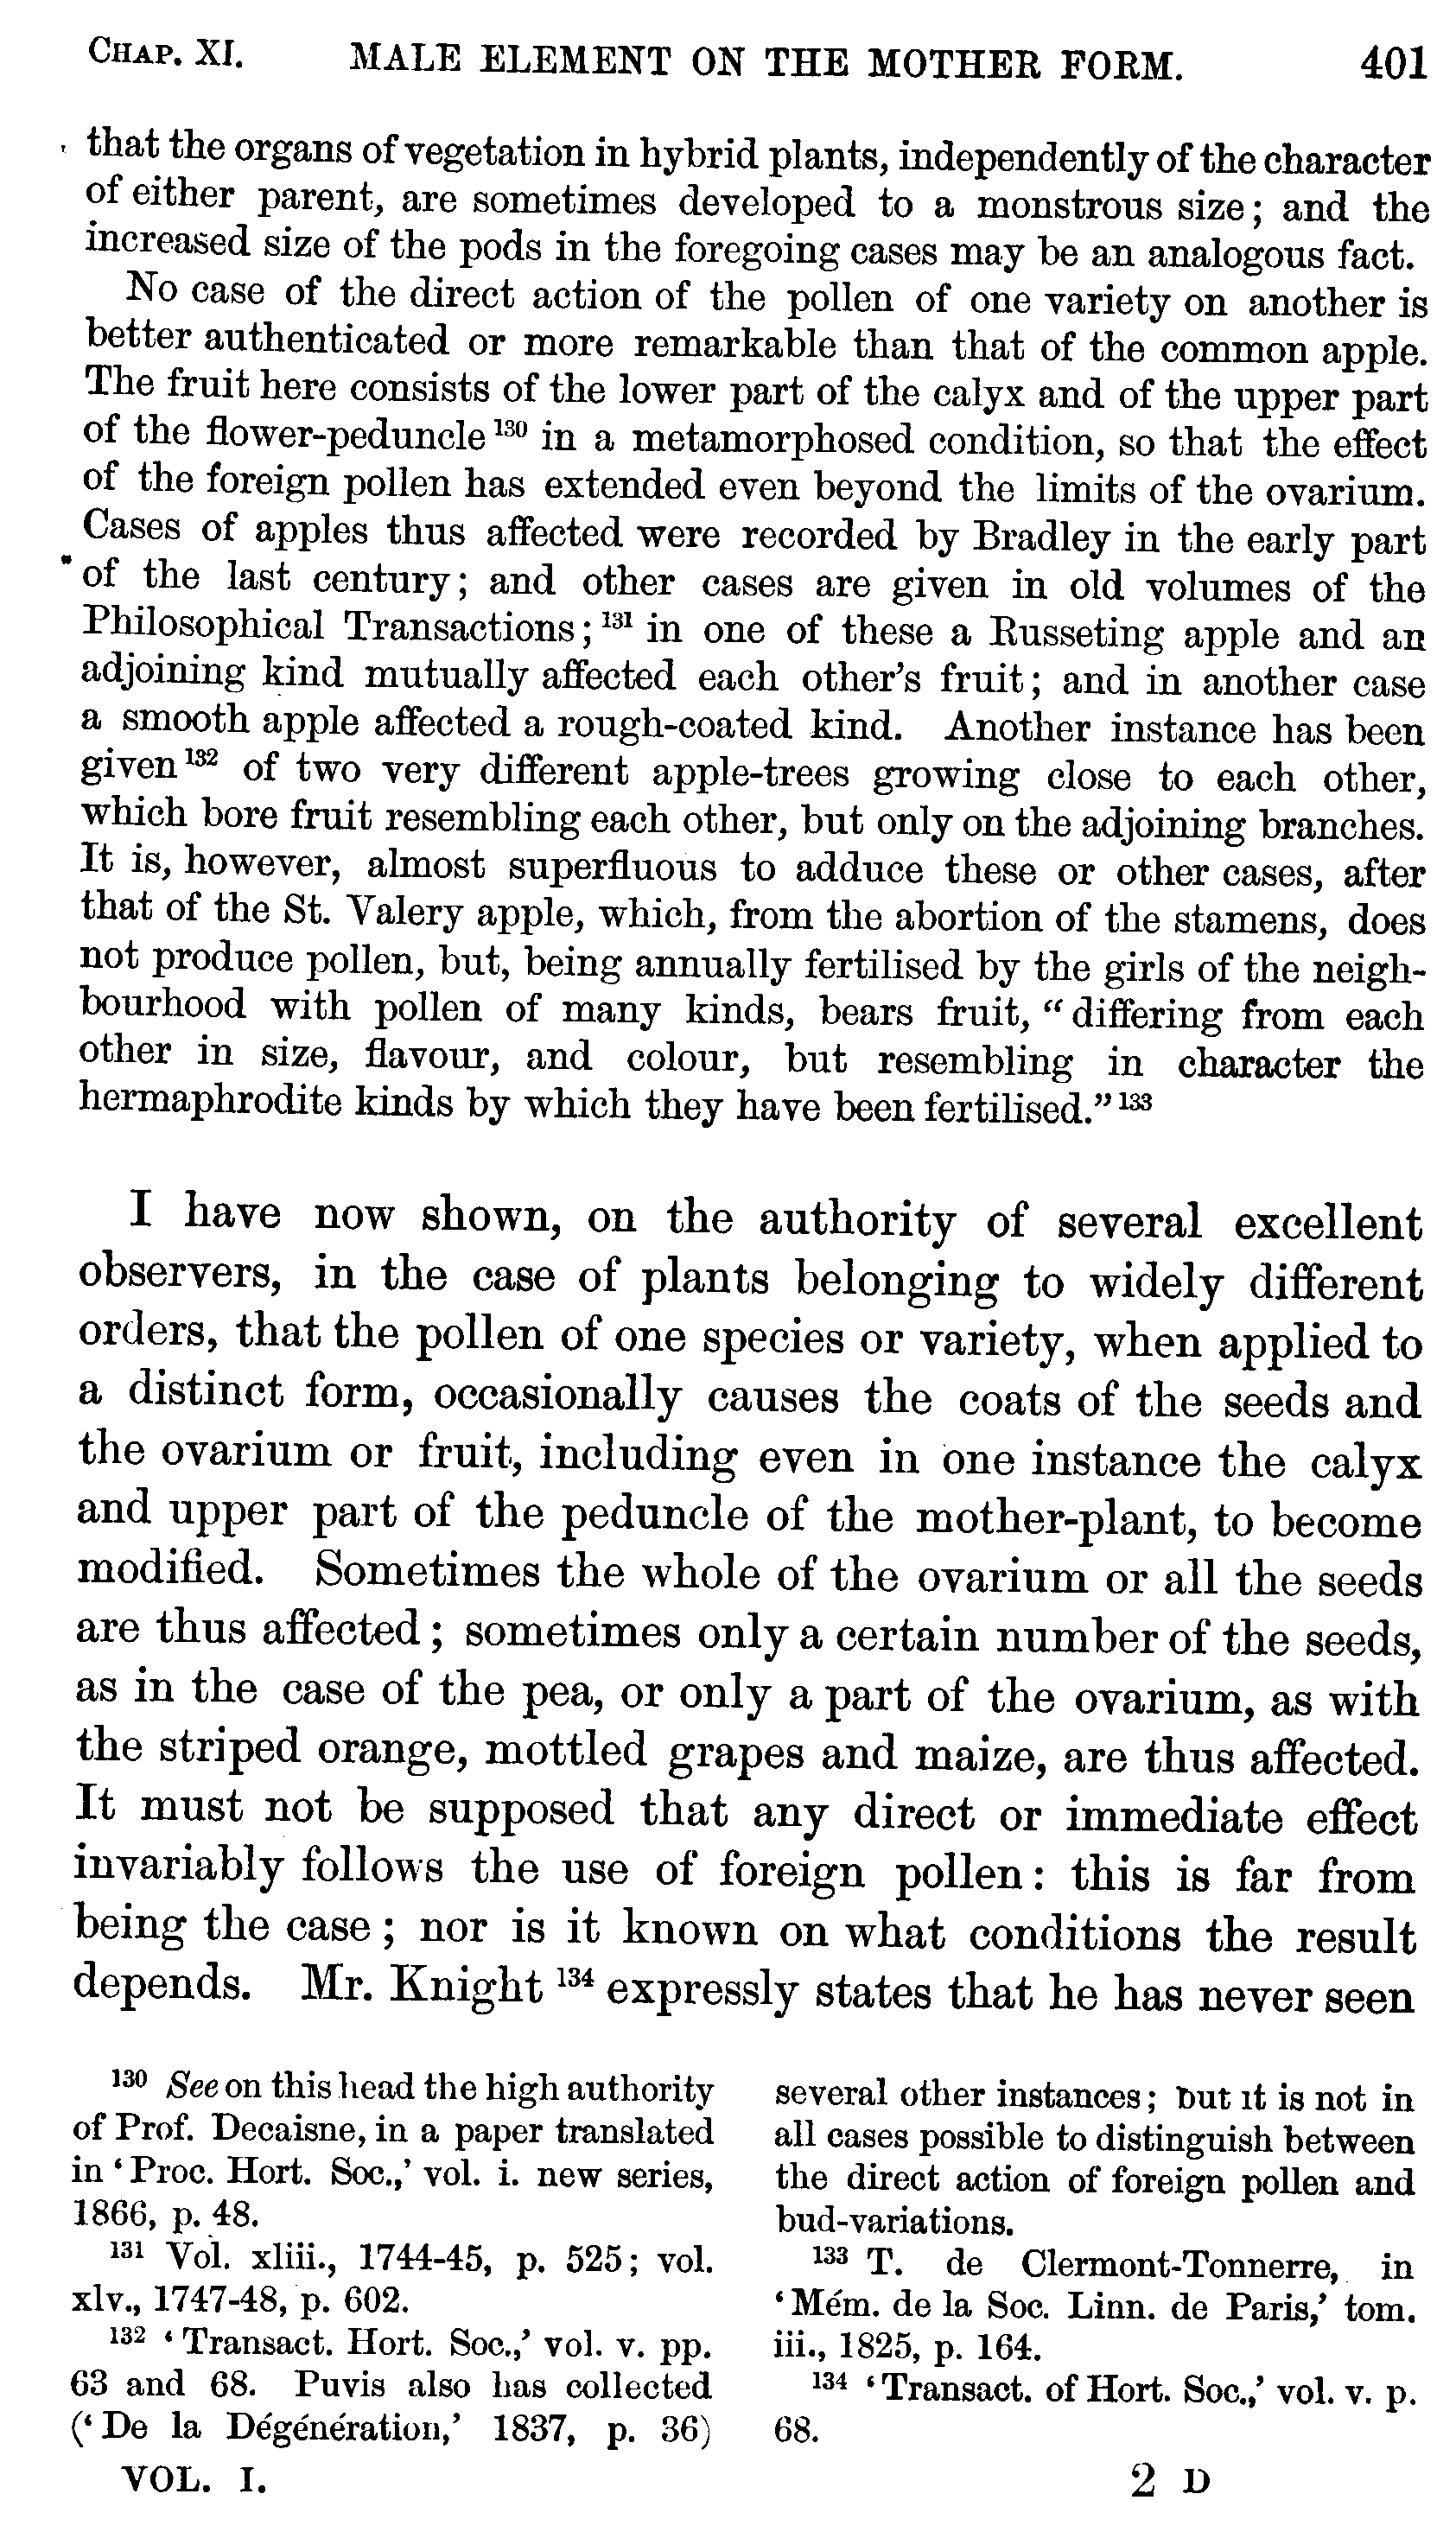 CHAP. XI. MALE ELEMENT ON THE MOTHER FORM. 401
that the organs of vegetation in hybrid plants, independently of the character
of either parent, are sometimes developed to a monstrous size; and the
increased size of the pods in the foregoing cases may be an analogous fact.
No case of the direct action of the pollen of one variety on another is
better authenticated or more remarkable than that of the common apple.
The fruit here consists of the lower part of the calyx and of the upper part
of the flower-peduncle ¹³⁰ in a metamorphosed condition, so that the effect
of the foreign pollen has extended even beyond the limits of the ovarium.
Cases of apples thus affected were recorded by Bradley in the early part
of the last century; and other cases are given in old volumes of the
Philosophical Transactions; ¹³¹ in one of these a Russeting apple and an
adjoining kind mutually affected each other's fruit; and in another case
a smooth apple affected a rough-coated kind. Another instance has been
given ¹³² of two very different apple-trees growing close to each other,
which bore fruit resembling each other, but only on the adjoining branches.
It is, however, almost superfluous to adduce these or other cases, after
that of the St. Valery apple, which, from the abortion of the stamens, does
not produce pollen, but, being annually fertilised by the girls of the neigh-
bourhood with pollen of many kinds, bears fruit, “differing from each
other in size, flavour, and colour, but resembling in character the
hermaphrodite kinds by which they have been fertilised.” ¹³³
I have now shown, on the authority of several excellent
observers, in the case of plants belonging to widely different
orders, that the pollen of one species or variety, when applied to
a distinct form, occasionally causes the coats of the seeds and
the ovarium or fruit, including even in one instance the calyx
and upper part of the peduncle of the mother-plant, to become
modified. Sometimes the whole of the ovarium or all the seeds
are thus affected; sometimes only a certain number of the seeds,
as in the case of the pea, or only a part of the ovarium, as with
the striped orange, mottled grapes and maize, are thus affected.
It must not be supposed that any direct or immediate effect
invariably follows the use of foreign pollen: this is far from
being the case; nor is it known on what conditions the result
depends. Mr. Knight ¹³⁴ expressly states that he has never seen
¹³⁰ See on this head the high authority
of Prof. Decaisne, in a paper translated
in ‘Proc. Hort. Soc.,’ vol. i. new series,
1866, p. 48.
¹³¹ Vol. xliii., 1744-45, p. 525; vol.
xlv., 1747-48, p. 602.
¹³² ‘Transact. Hort. Soc.,’ vol. v. pp.
63 and 68. Puvis also has collected
(‘De la Dégénération,’ 1837, p. 36)
several other instances; but it is not in
all cases possible to distinguish between
the direct action of foreign pollen and
bud-variations.
¹³³ T. de Clermont-Tonnerre, in
‘Mém. de la Soc. Linn. de Paris,’ tom.
iii., 1825, p. 164.
¹³⁴ ‘Transact. of Hort. Soc.,’ vol. v. p.
68.
VOL. I. 2 D